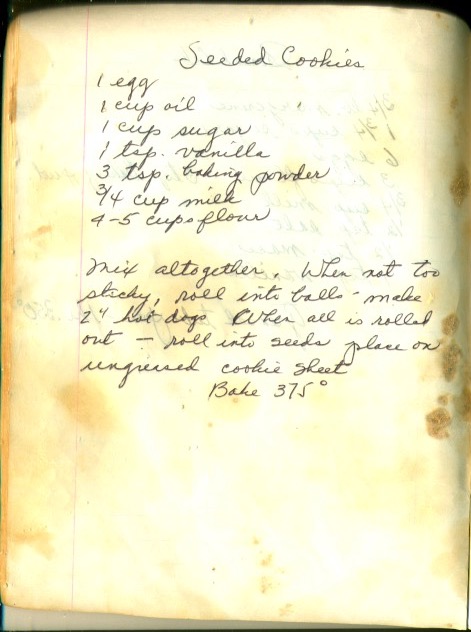 Seeded Cookies
1 egg
1 cup oil
1 cup sugar
1 tsp. vanilla
3 tsp. baking powder
3/4 cup milk
4-5 cups flour
Mix altogether. When not too
sticky, roll into balls - make
2" hot dogs When all is rolled
out - roll into seeds place on
ungreased cookie sheet
Bake 375°